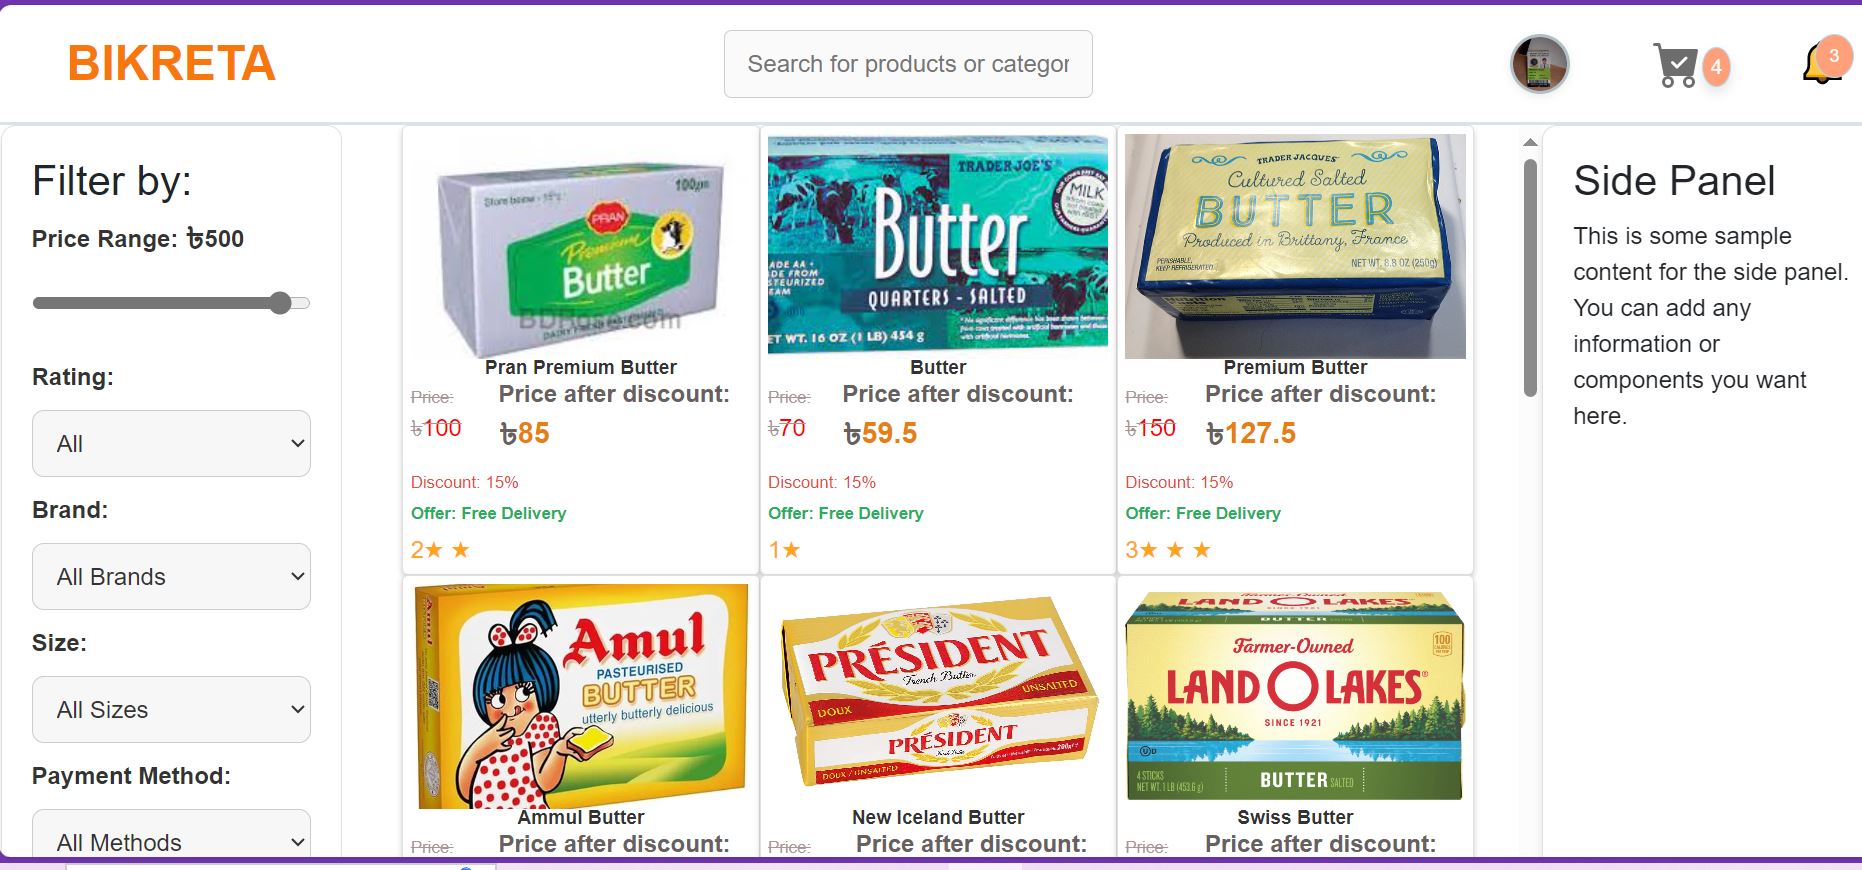 BIKRETA
Search for products or categor
4
3
Filter by:
Price Range: ৳500
Rating:
All
Brand:
All Brands
Size:
All Sizes
Payment Method:
All Methods
100gm
PRAN
Premium
Butter
BDHose.com
Pran Premium Butter
Price:
৳100
Price after discount:
৳85
Discount: 15%
Offer: Free Delivery
2★ ★
TRADER JOE'S
MILK
Butter
QUARTERS - SALTED
ET WT. 16 OZ (1 LB) 454 g
Butter
Price:
৳70
Price after discount:
৳59.5
Discount: 15%
Offer: Free Delivery
1★
TRADER JACQUES'
Cultured Salted
BUTTER
Produced in Brittany, France
PERISHABLE,
KEEP REFRIGERATED.
NET WT. 8.8 OZ (250g)
Premium Butter
Price:
৳150
Price after discount:
৳127.5
Discount: 15%
Offer: Free Delivery
3★ ★ ★
Amul
PASTEURISED
BUTTER
utterly butterly delicious
Ammul Butter
Price:
Price after discount:
PRÉSIDENT
French Butter
UNSALTED
DOUX
PRÉSIDENT
DOUX / UNSALTED
New Iceland Butter
Price:
Price after discount:
LAND O LAKES
Farmer-Owned
100
LAND O LAKES®
SINCE 1921
4 STICKS
NET WT. 1 LB (453.6 g)
BUTTER SALTED
Swiss Butter
Price:
Price after discount:
Side Panel
This is some sample
content for the side panel.
You can add any
information or
components you want
here.